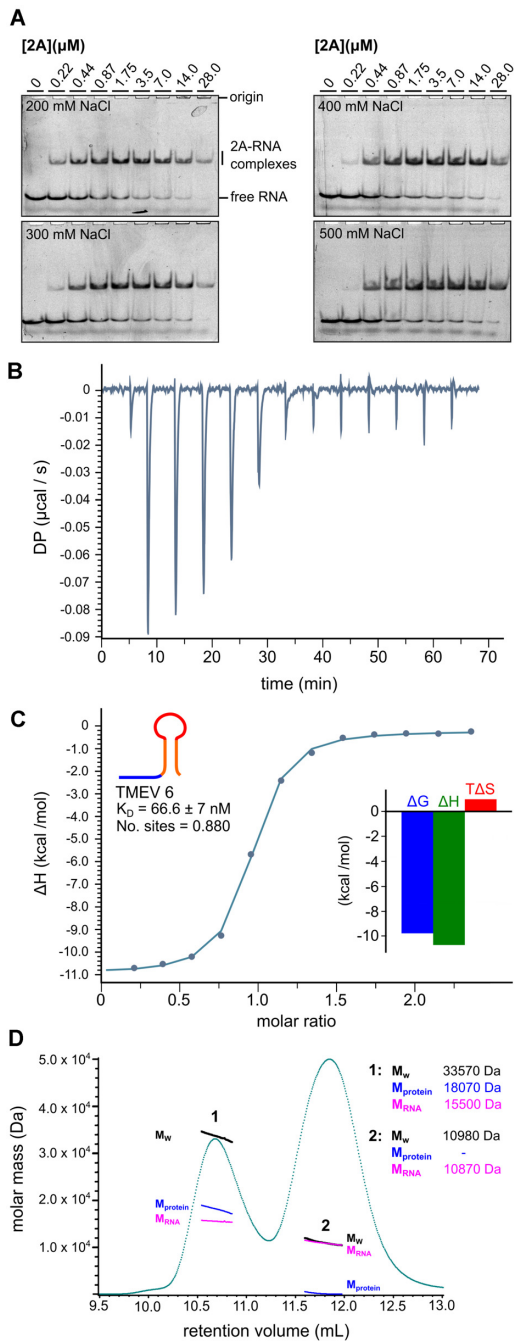 A
[2A](µM)
0 0.22 0.44 0.87 1.75 3.5 7.0 14.0 28.0
200 mM NaCl
origin
2A-RNA
complexes
free RNA
300 mM NaCl
[2A](µM)
0 0.22 0.44 0.87 1.75 3.5 7.0 14.0 28.0
400 mM NaCl
500 mM NaCl
B
DP (µcal / s)
0
-0.01
-0.02
-0.03
-0.04
-0.05
-0.06
-0.07
-0.08
-0.09
0 10 20 30 40 50 60 70
time (min)
C
ΔH (kcal /mol)
0
-1.0
-2.0
-3.0
-4.0
-5.0
-6.0
-7.0
-8.0
-9.0
-10.0
-11.0
TMEV 6
K_D = 66.6 ± 7 nM
No. sites = 0.880
ΔG ΔH TΔS
(kcal /mol)
0
-2
-4
-6
-8
-10
0 0.5 1.0 1.5 2.0
molar ratio
D
molar mass (Da)
5.0 x 10⁴
4.0 x 10⁴
3.0 x 10⁴
2.0 x 10⁴
1.0 x 10⁴
0
1
M_W
M_protein
M_RNA
2
M_W
M_RNA
M_protein
1: M_w 33570 Da
M_protein 18070 Da
M_RNA 15500 Da
2: M_w 10980 Da
M_protein -
M_RNA 10870 Da
9.5 10.0 10.5 11.0 11.5 12.0 12.5 13.0
retention volume (mL)